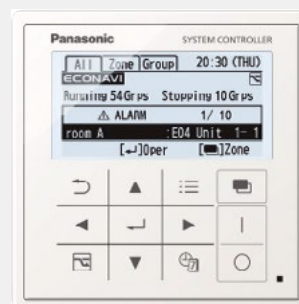 Panasonic SYSTEM CONTROLLER
All Zone Group 20:30 (THU)
ECONAVI
Running 54Grps Stopping 10Grps
⚠ ALARM 1/ 10
room A :E04 Unit 1- 1
[↵]Oper [ ]Zone